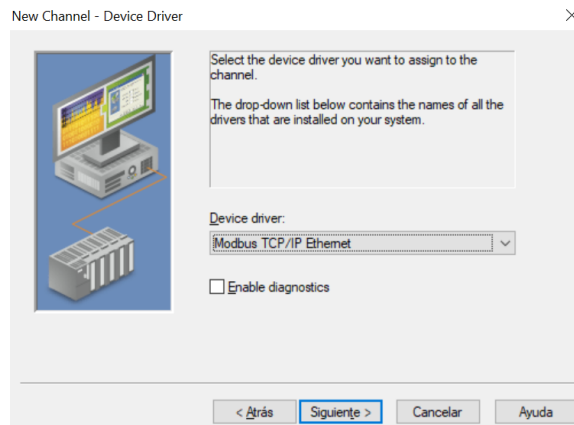 New Channel - Device Driver
Select the device driver you want to assign to the
channel.
The drop-down list below contains the names of all the
drivers that are installed on your system.
Device driver:
Modbus TCP/IP Ethernet
Enable diagnostics
< Atrás
Siguiente >
Cancelar
Ayuda